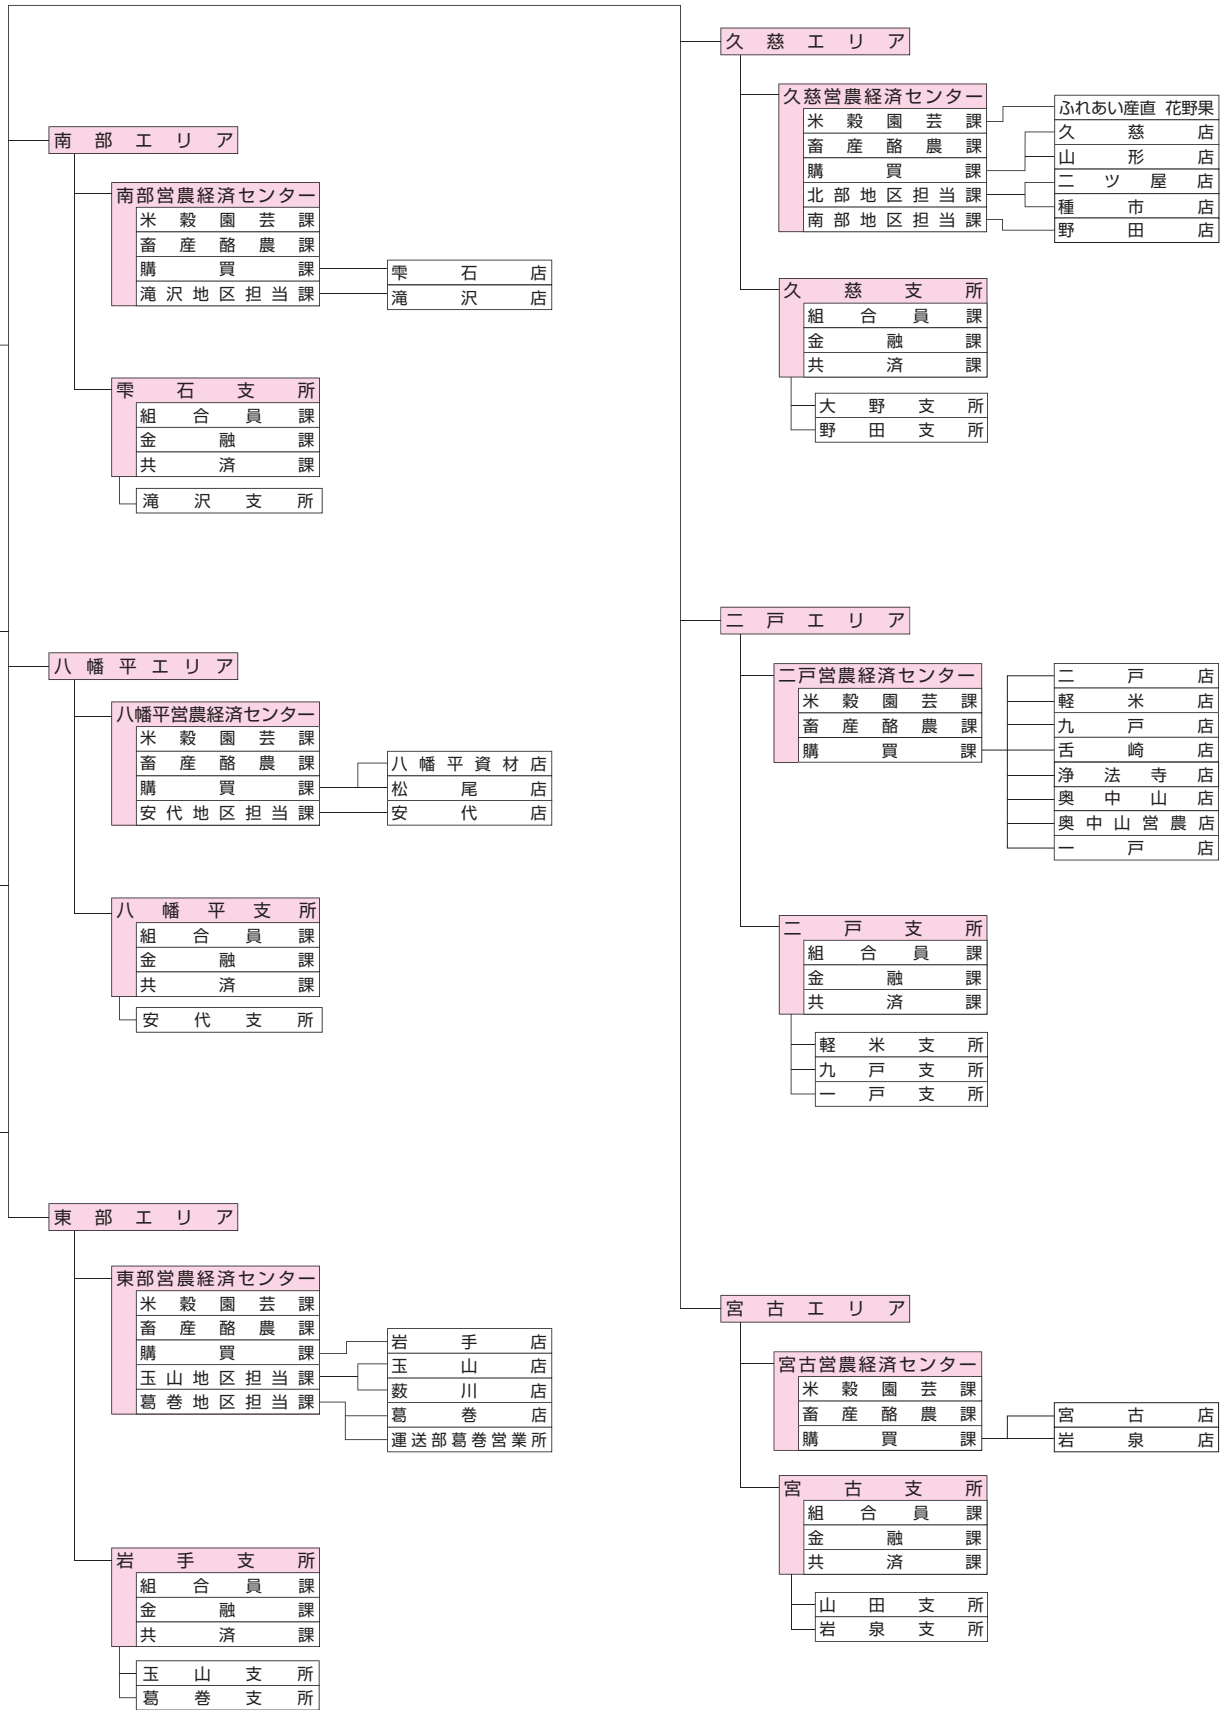 南部エリア
南部営農経済センター
米穀園芸課
畜産酪農課
購買課
滝沢地区担当課
雫石店
滝沢店
雫石支所
組合員課
金融課
共済課
滝沢支所
八幡平エリア
八幡平営農経済センター
米穀園芸課
畜産酪農課
購買課
安代地区担当課
八幡平資材店
松尾店
安代店
八幡平支所
組合員課
金融課
共済課
安代支所
東部エリア
東部営農経済センター
米穀園芸課
畜産酪農課
購買課
玉山地区担当課
葛巻地区担当課
岩手店
玉山店
薮川店
葛巻店
運送部葛巻営業所
岩手支所
組合員課
金融課
共済課
玉山支所
葛巻支所
久慈エリア
久慈営農経済センター
米穀園芸課
畜産酪農課
購買課
北部地区担当課
南部地区担当課
ふれあい産直 花野果
久慈店
山形店
二ツ屋店
種市店
野田店
久慈支所
組合員課
金融課
共済課
大野支所
野田支所
二戸エリア
二戸営農経済センター
米穀園芸課
畜産酪農課
購買課
二戸店
軽米店
九戸店
舌崎店
浄法寺店
奥中山店
奥中山営農店
一戸店
二戸支所
組合員課
金融課
共済課
軽米支所
九戸支所
一戸支所
宮古エリア
宮古営農経済センター
米穀園芸課
畜産酪農課
購買課
宮古店
岩泉店
宮古支所
組合員課
金融課
共済課
山田支所
岩泉支所